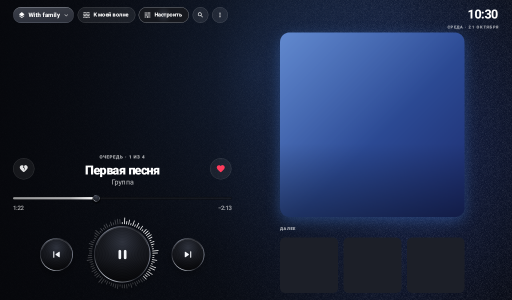 With family
К моей волне
Настроить
10:30
СРЕДА · 21 ОКТЯБРЯ
ОЧЕРЕДЬ · 1 ИЗ 4
Первая песня
Группа
1:22
−2:13
ДАЛЕЕ